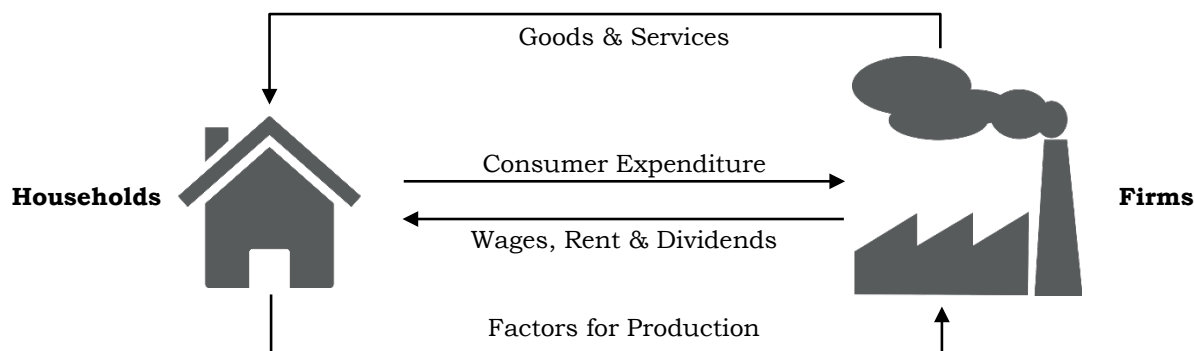 Goods & Services
Consumer Expenditure
Households
Firms
Wages, Rent & Dividends
Factors for Production